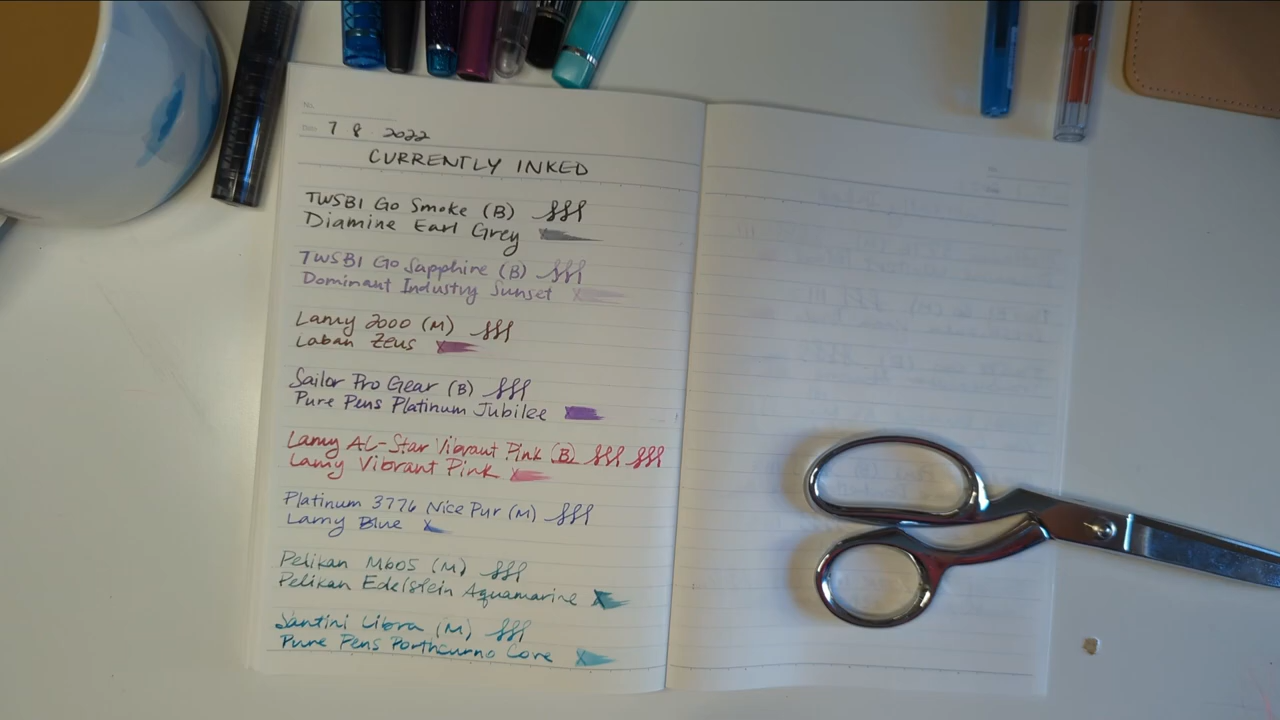 No.
Date 7 8 2022
CURRENTLY INKED
TWSBI Go Smoke (B)
Diamine Earl Grey
TWSBI Go Sapphire (B)
Dominant Industry Sunset
Lamy 2000 (M)
Laban Zeus
Sailor Pro Gear (B)
Pure Pens Platinum Jubilee
Lamy AL-Star Vibrant Pink (B)
Lamy Vibrant Pink
Platinum 3776 Nice Pur (M)
Lamy Blue
Pelikan M605 (M)
Pelikan Edelstein Aquamarine
Santini Libra (M)
Pure Pens Porthcurno Cove